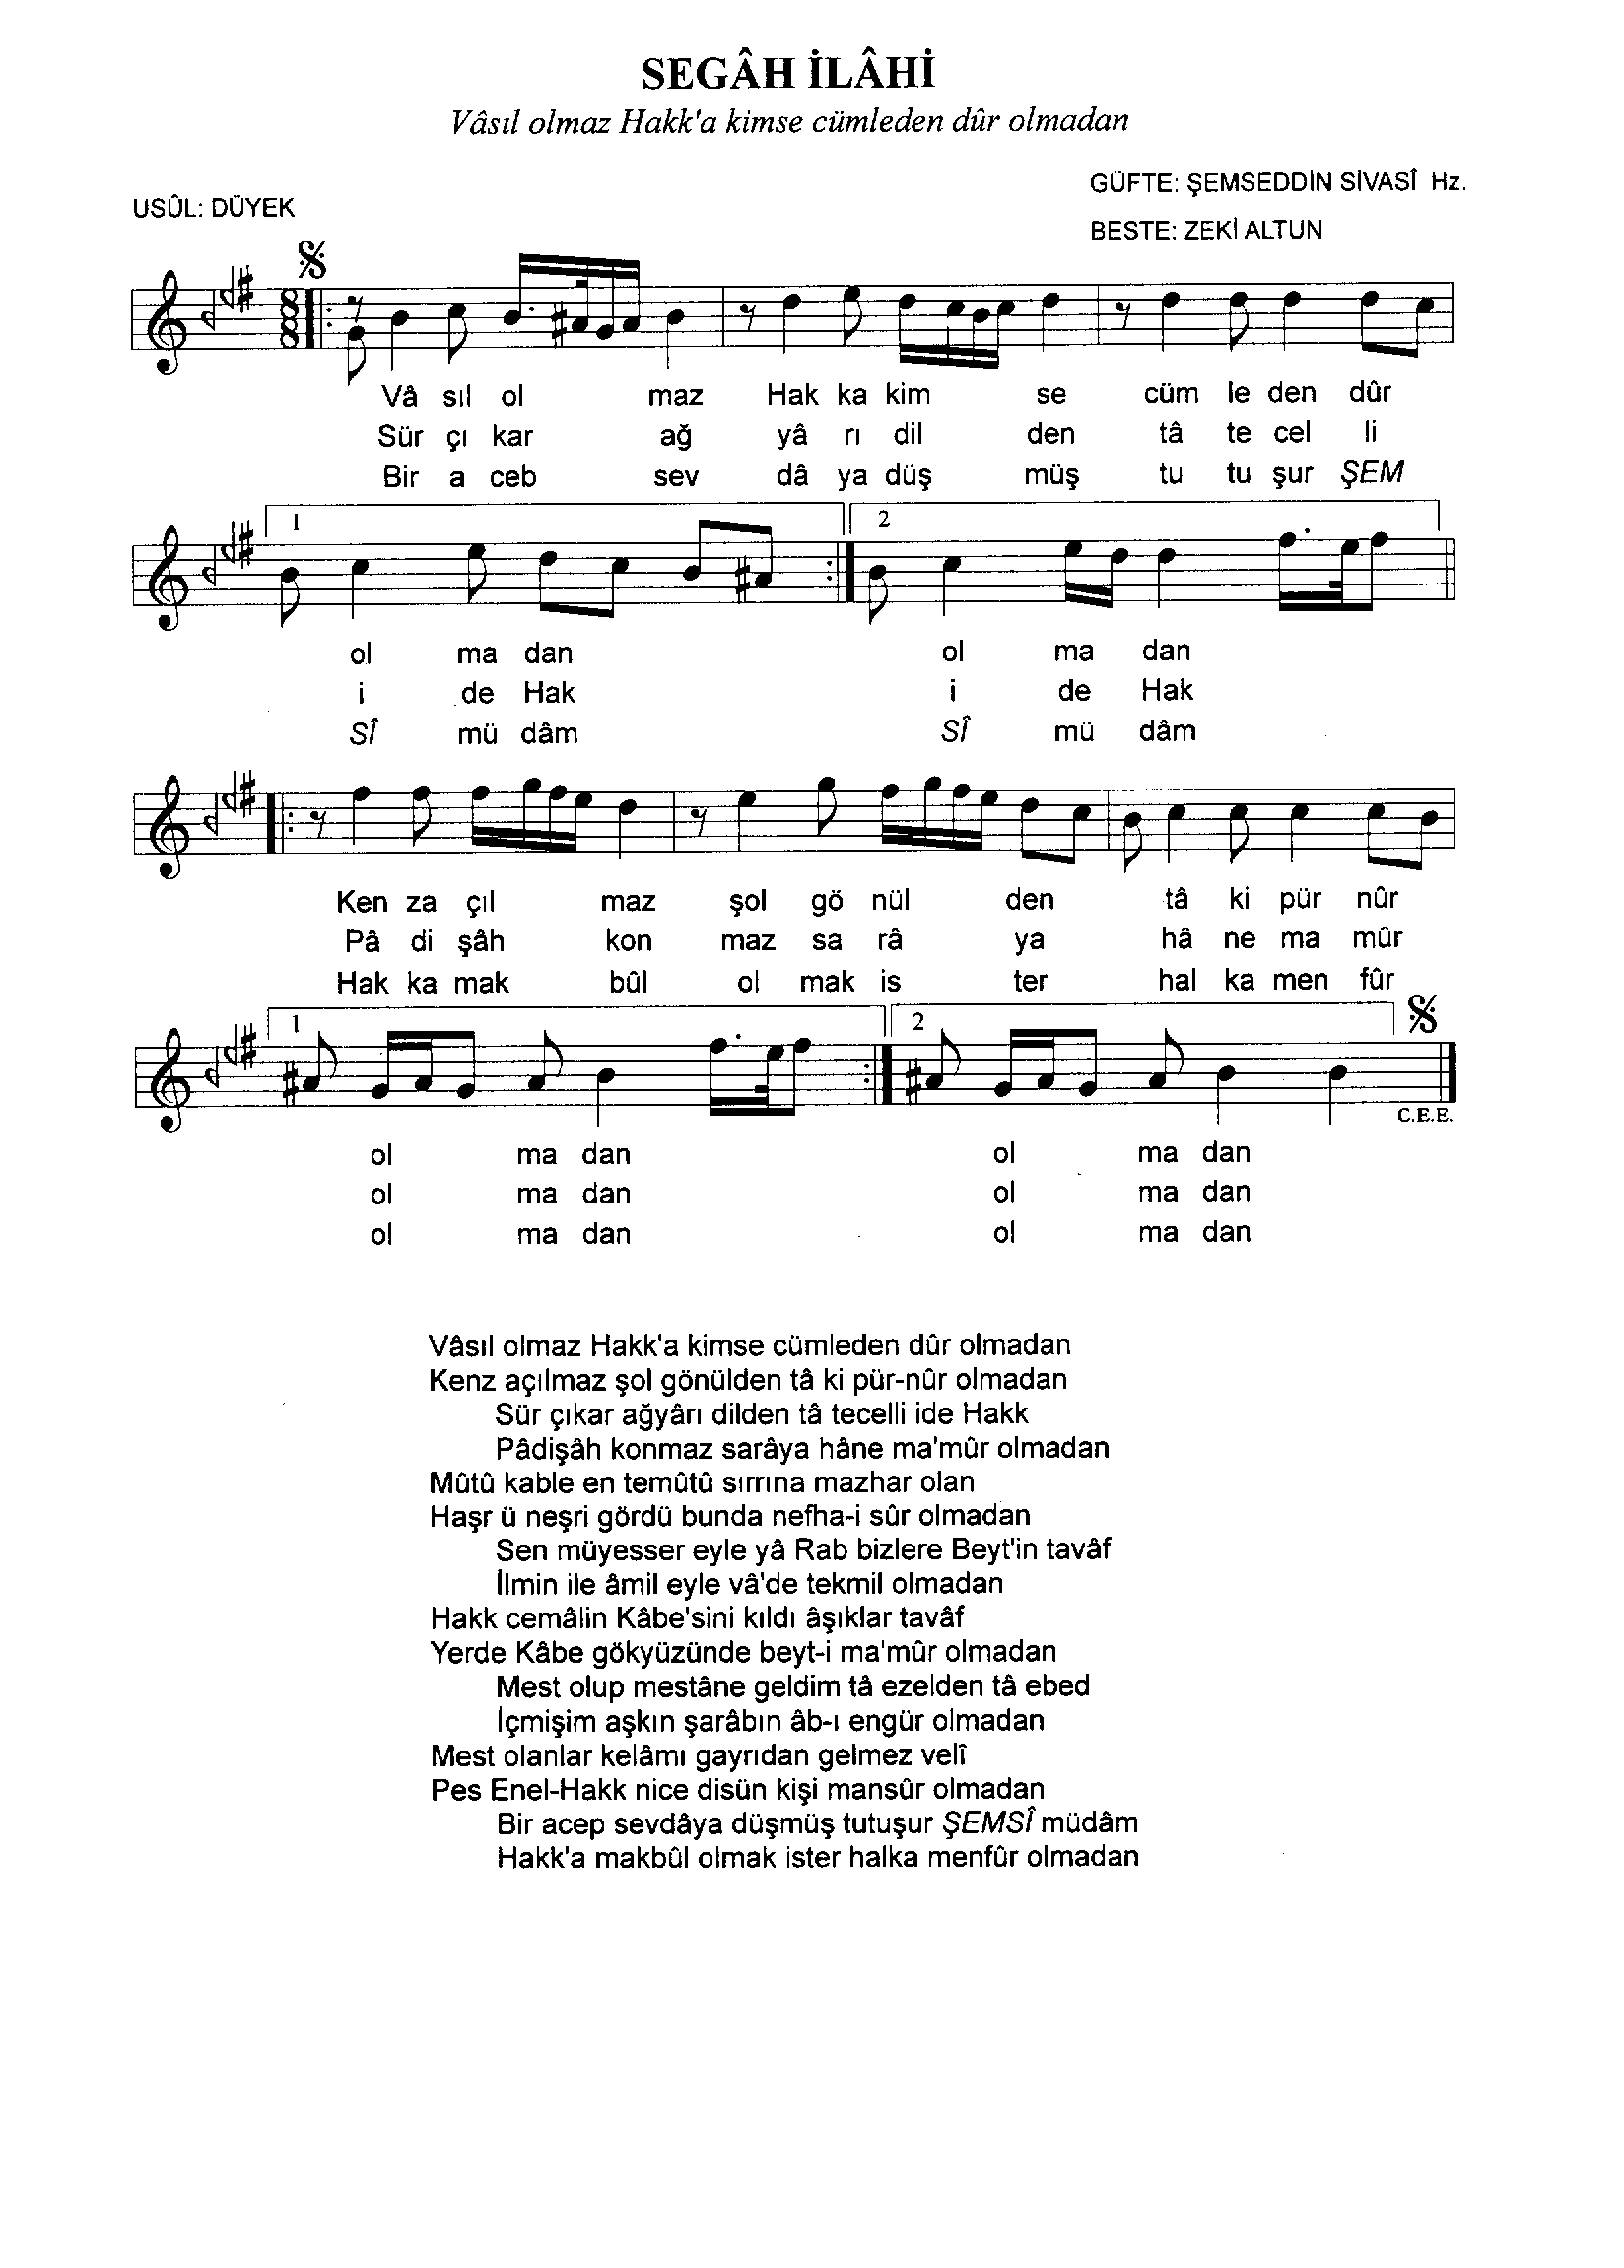 SEGÂH İLÂHİ
Vâsıl olmaz Hakk'a kimse cümleden dûr olmadan
GÜFTE: ŞEMSEDDİN SİVASÎ Hz.
USÛL: DÜYEK
BESTE: ZEKİ ALTUN
8
8
Vâ sıl ol maz Hak ka kim se cüm le den dûr
Sür çı kar ağ yâ rı dil den tâ te cel li
Bir a ceb sev dâ ya düş müş tu tu şur ŞEM
1 2
ol ma dan ol ma dan
i de Hak i de Hak
SÎ mü dâm SÎ mü dâm
Ken za çıl maz şol gö nül den tâ ki pür nûr
Pâ di şâh kon maz sa râ ya hâ ne ma mûr
Hak ka mak bûl ol mak is ter hal ka men fûr
1 2
C.E.E.
ol ma dan ol ma dan
ol ma dan ol ma dan
ol ma dan ol ma dan
Vâsıl olmaz Hakk'a kimse cümleden dûr olmadan
Kenz açılmaz şol gönülden tâ ki pür-nûr olmadan
Sür çıkar ağyârı dilden tâ tecelli ide Hakk
Pâdişâh konmaz sarâya hâne ma'mûr olmadan
Mûtû kable en temûtû sırrına mazhar olan
Haşr ü neşri gördü bunda nefha-i sûr olmadan
Sen müyesser eyle yâ Rab bizlere Beyt'in tavâf
İlmin ile âmil eyle vâ'de tekmil olmadan
Hakk cemâlin Kâbe'sini kıldı âşıklar tavâf
Yerde Kâbe gökyüzünde beyt-i ma'mûr olmadan
Mest olup mestâne geldim tâ ezelden tâ ebed
İçmişim aşkın şarâbın âb-ı engür olmadan
Mest olanlar kelâmı gayrıdan gelmez velî
Pes Enel-Hakk nice disün kişi mansûr olmadan
Bir acep sevdâya düşmüş tutuşur ŞEMSÎ müdâm
Hakk'a makbûl olmak ister halka menfûr olmadan